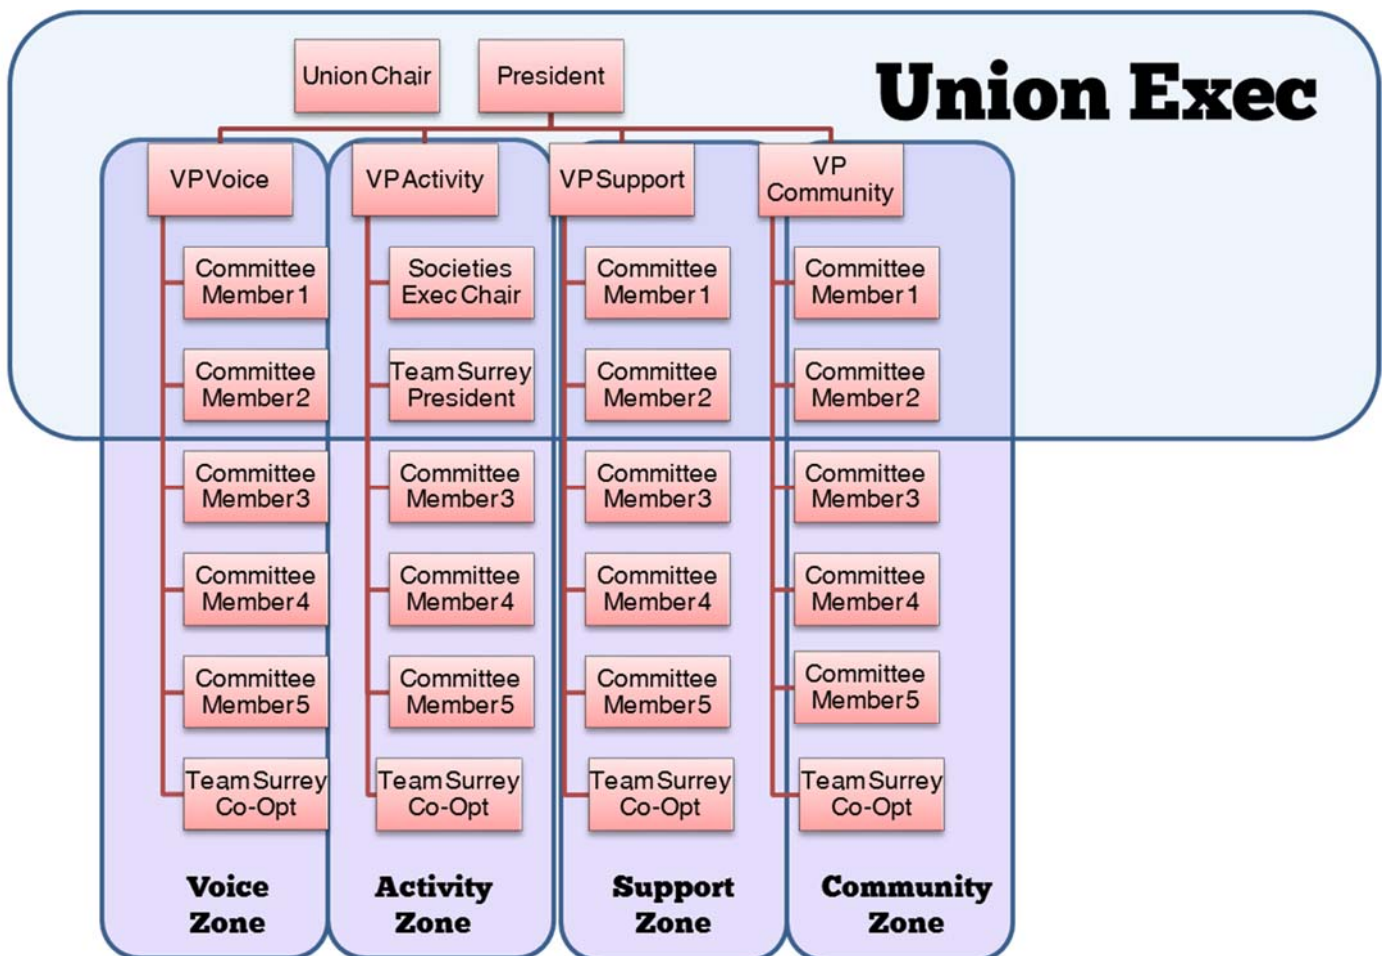 Union Chair
President
Union Exec
VP Voice
VP Activity
VP Support
VP
Community
Committee
Member 1
Societies
Exec Chair
Committee
Member 1
Committee
Member 1
Committee
Member 2
Team Surrey
President
Committee
Member 2
Committee
Member 2
Committee
Member 3
Committee
Member 3
Committee
Member 3
Committee
Member 3
Committee
Member 4
Committee
Member 4
Committee
Member 4
Committee
Member 4
Committee
Member 5
Committee
Member 5
Committee
Member 5
Committee
Member 5
Team Surrey
Co-Opt
Team Surrey
Co-Opt
Team Surrey
Co-Opt
Team Surrey
Co-Opt
Voice
Zone
Activity
Zone
Support
Zone
Community
Zone